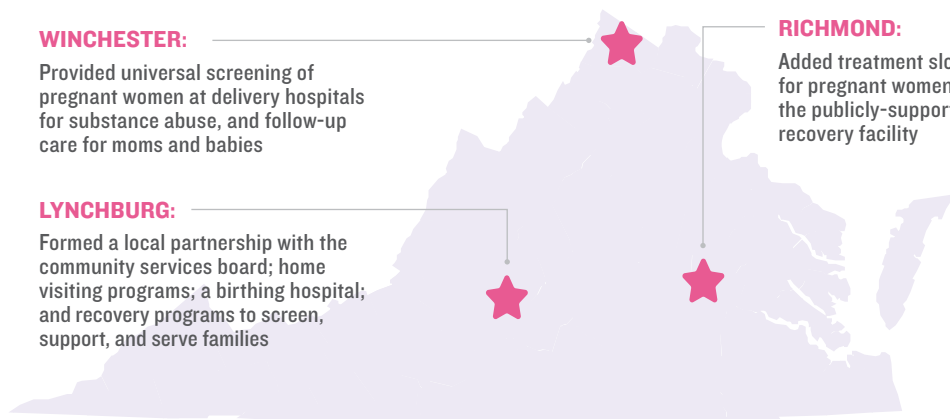 WINCHESTER:
Provided universal screening of
pregnant women at delivery hospitals
for substance abuse, and follow-up
care for moms and babies
LYNCHBURG:
Formed a local partnership with the
community services board; home
visiting programs; a birthing hospital;
and recovery programs to screen,
support, and serve families
RICHMOND:
Added treatment
for pregnant women
the
recovery facility